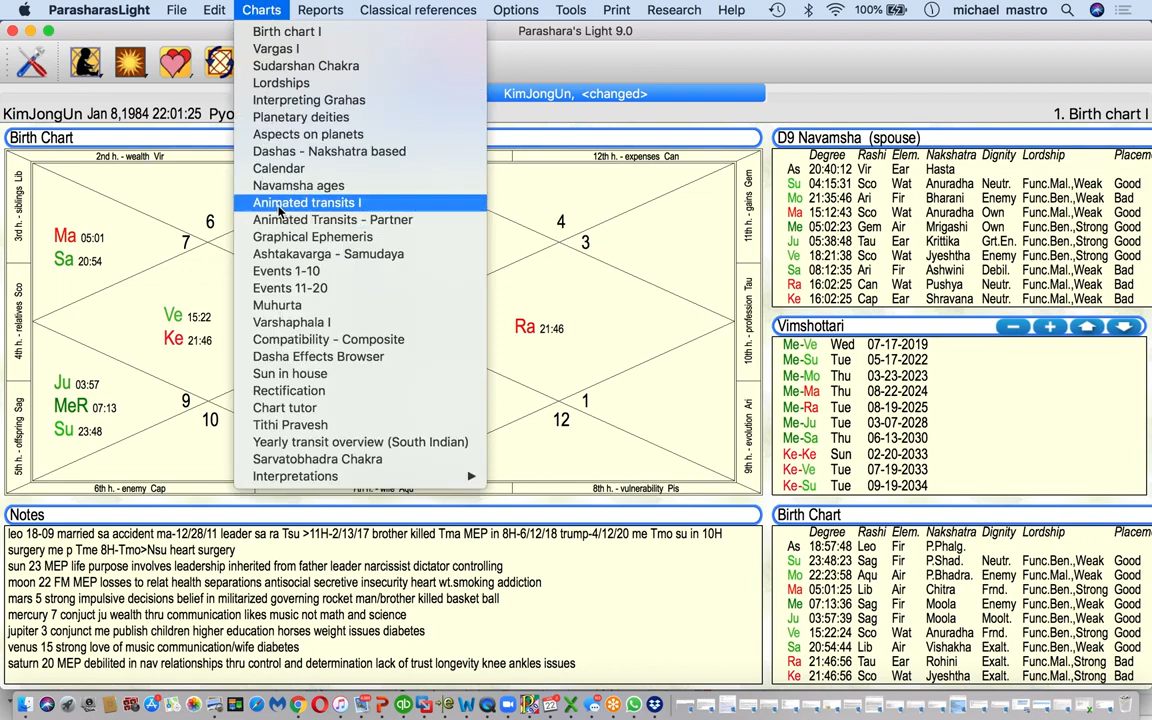 ParasharasLight File Edit Charts Reports Classical references Options Tools Print Research Window Help 100% michael mastro
Parashara's Light 9.0
KimJongUn, <changed>
KimJongUn Jan 8,1984 22:01:25 Pyo
1. Birth chart I
Birth chart I
Vargas I
Sudarshan Chakra
Lordships
Interpreting Grahas
Planetary deities
Aspects on planets
Dashas - Nakshatra based
Calendar
Navamsha ages
Animated transits I
Animated Transits - Partner
Graphical Ephemeris
Ashtakavarga - Samudaya
Events 1-10
Events 11-20
Muhurta
Varshaphala I
Compatibility - Composite
Dasha Effects Browser
Sun in house
Rectification
Chart tutor
Tithi Pravesh
Yearly transit overview (South Indian)
Sarvatobhadra Chakra
Interpretations
Birth Chart
2nd h. - wealth Vir
12th h. - expenses Can
3rd h. - siblings Lib
11th h. - gains Gem
6
7
4
3
Ma 05:01
Sa 20:54
4th h. - relatives Sco
10th h. - profession Tau
Ve 15:22
Ke 21:46
Ra 21:46
5th h. - offspring Sag
9th h. - evolution Ari
Ju 03:57
MeR 07:13
Su 23:48
9
10
1
12
6th h. - enemy Cap
8th h. - vulnerability Pis
D9 Navamsha (spouse)
Degree Rashi Elem. Nakshatra Dignity Lordship Placem
As 20:40:12 Vir Ear Hasta
Su 04:15:31 Sco Wat Anuradha Neutr. Func.Mal.,Weak Good
Mo 21:35:46 Ari Fir Bharani Neutr. Func.Mal.,Weak Bad
Ma 15:12:43 Sco Wat Anuradha Own Func.Mal.,Weak Good
Me 05:02:23 Gem Air Mrigishi Own Func.Ben.,Strong Good
Ju 05:38:48 Tau Ear Krittika Grt.En. Func.Mal.,Weak Good
Ve 18:21:38 Sco Wat Jyeshtha Enemy Func.Ben.,Strong Good
Sa 08:12:35 Ari Fir Ashwini Debil. Func.Mal.,Weak Bad
Ra 16:02:25 Can Wat Pushya Neutr. Func.Mal.,Weak Good
Ke 16:02:25 Cap Ear Shravana Neutr. Func.Mal.,Weak Good
Vimshottari
Me-Ve Wed 07-17-2019
Me-Su Tue 05-17-2022
Me-Mo Thu 03-23-2023
Me-Ma Thu 08-22-2024
Me-Ra Tue 08-19-2025
Me-Ju Tue 03-07-2028
Me-Sa Thu 06-13-2030
Ke-Ke Sun 02-20-2033
Ke-Ve Tue 07-19-2033
Ke-Su Tue 09-19-2034
Notes
leo 18-09 married sa accident ma-12/28/11 leader sa ra Tsu >11H-2/13/17 brother killed Tma MEP in 8H-6/12/18 trump-4/12/20 me Tmo su in 10H
surgery me p Tme 8H-Tmo>Nsu heart surgery
sun 23 MEP life purpose involves leadership inherited from father leader narcissist dictator controlling
moon 22 FM MEP losses to relat health separations antisocial secretive insecurity heart wt.smoking addiction
mars 5 strong impulsive decisions belief in militarized governing rocket man/brother killed basket ball
mercury 7 conjuct ju wealth thru communication likes music not math and science
jupiter 3 conjunct me publish children higher education horses weight issues diabetes
venus 15 strong love of music communication/wife diabetes
saturn 20 MEP debilited in nav relationships thru control and determination lack of trust longevity knee ankles issues
Birth Chart
Degree Rashi Elem. Nakshatra Dignity Lordship Placem
As 18:57:48 Leo Fir P.Phalg.
Su 23:48:23 Sag Fir P.Shad. Neutr. Func.Ben.,Weak Good
Mo 22:23:58 Aqu Air P.Bhadra. Enemy Func.Mal.,Weak Good
Ma 05:01:25 Lib Air Chitra Frnd. Func.Ben.,Strong Good
Me 07:13:36 Sag Fir Moola Enemy Func.Ben.,Weak Good
Ju 03:57:39 Sag Fir Moola Moolt. Func.Ben.,Weak Good
Ve 15:22:24 Sco Wat Anuradha Frnd. Func.Ben.,Strong Good
Sa 20:54:44 Lib Air Vishakha Exalt. Func.Mal.,Weak Good
Ra 21:46:56 Tau Ear Rohini Exalt. Func.Mal.,Strong Bad
Ke 21:46:56 Sco Wat Jyeshtha Exalt. Func.Mal.,Weak Good